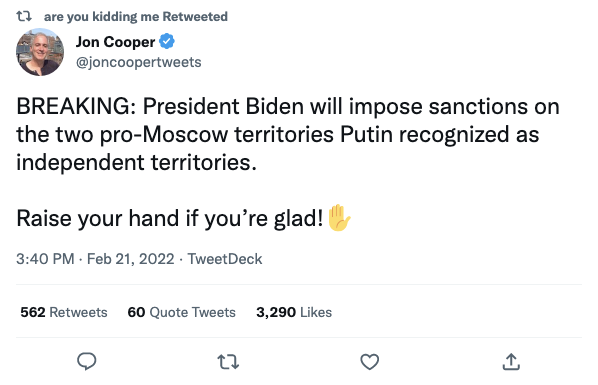 are you kidding me Retweeted
Jon Cooper
@joncoopertweets
BREAKING: President Biden will impose sanctions on
the two pro-Moscow territories Putin recognized as
independent territories.
Raise your hand if you’re glad!✋
3:40 PM · Feb 21, 2022 · TweetDeck
562 Retweets 60 Quote Tweets 3,290 Likes